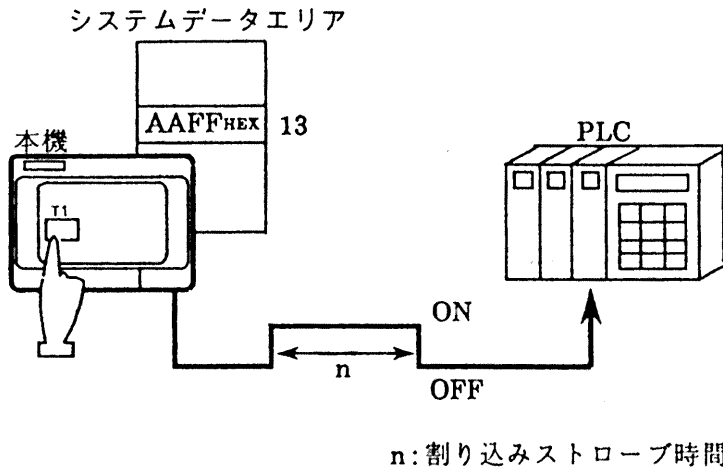 システムデータエリア
AAFFHEX 13
本機
PLC
T1
ON
n
OFF
n:割り込みストローブ時間